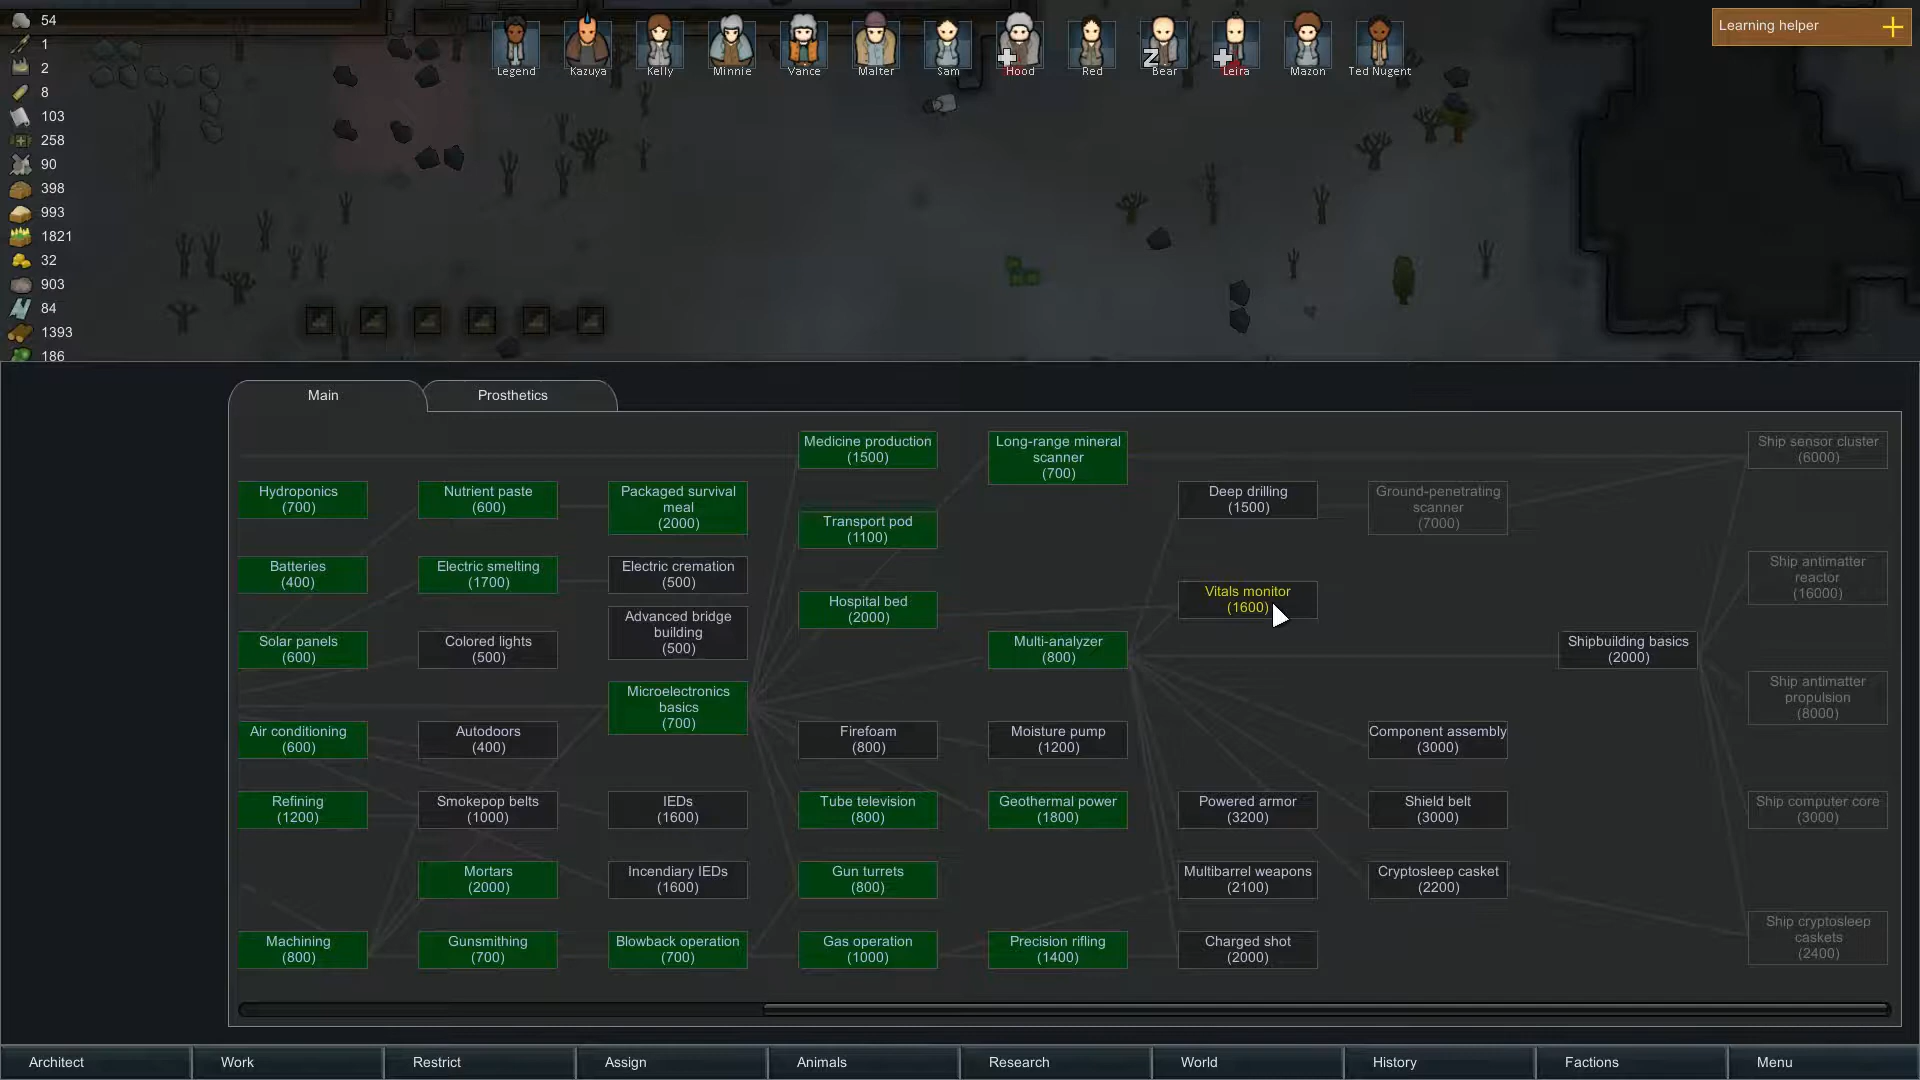 54
1
2
8
103
258
90
398
993
1821
32
903
84
1393
186
Legend
Kazuya
Kelly
Minnie
Vance
Malter
Sam
Hood
Red
Z
Bear
Leira
Mazon
Ted Nugent
Learning helper
Main
Prosthetics
Hydroponics
(700)
Batteries
(400)
Solar panels
(600)
Air conditioning
(600)
Refining
(1200)
Machining
(800)
Nutrient paste
(600)
Electric smelting
(1700)
Colored lights
(500)
Autodoors
(400)
Smokepop belts
(1000)
Mortars
(2000)
Gunsmithing
(700)
Packaged survival
meal
(2000)
Electric cremation
(500)
Advanced bridge
building
(500)
Microelectronics
basics
(700)
IEDs
(1600)
Incendiary IEDs
(1600)
Blowback operation
(700)
Medicine production
(1500)
Transport pod
(1100)
Hospital bed
(2000)
Firefoam
(800)
Tube television
(800)
Gun turrets
(800)
Gas operation
(1000)
Long-range mineral
scanner
(700)
Multi-analyzer
(800)
Moisture pump
(1200)
Geothermal power
(1800)
Precision rifling
(1400)
Deep drilling
(1500)
Vitals monitor
(1600)
Powered armor
(3200)
Multibarrel weapons
(2100)
Charged shot
(2000)
Ground-penetrating
scanner
(7000)
Component assembly
(3000)
Shield belt
(3000)
Cryptosleep casket
(2200)
Shipbuilding basics
(2000)
Ship sensor cluster
(6000)
Ship antimatter
reactor
(16000)
Ship antimatter
propulsion
(8000)
Ship computer core
(3000)
Ship cryptosleep
caskets
(2400)
Architect
Work
Restrict
Assign
Animals
Research
World
History
Factions
Menu